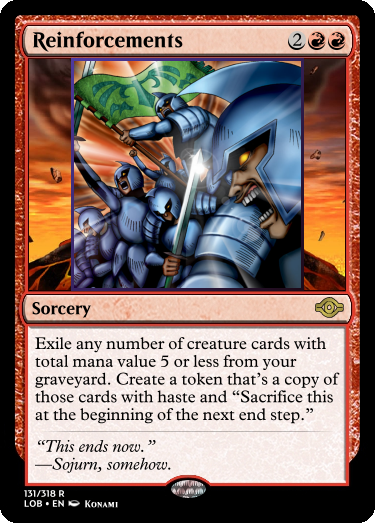 Reinforcements 2
Sorcery
Exile any number of creature cards with
total mana value 5 or less from your
graveyard. Create a token that's a copy of
those cards with haste and “Sacrifice this
at the beginning of the next end step.”
“This ends now.”
—Sojurn, somehow.
131/318 R
LOB • EN Konami